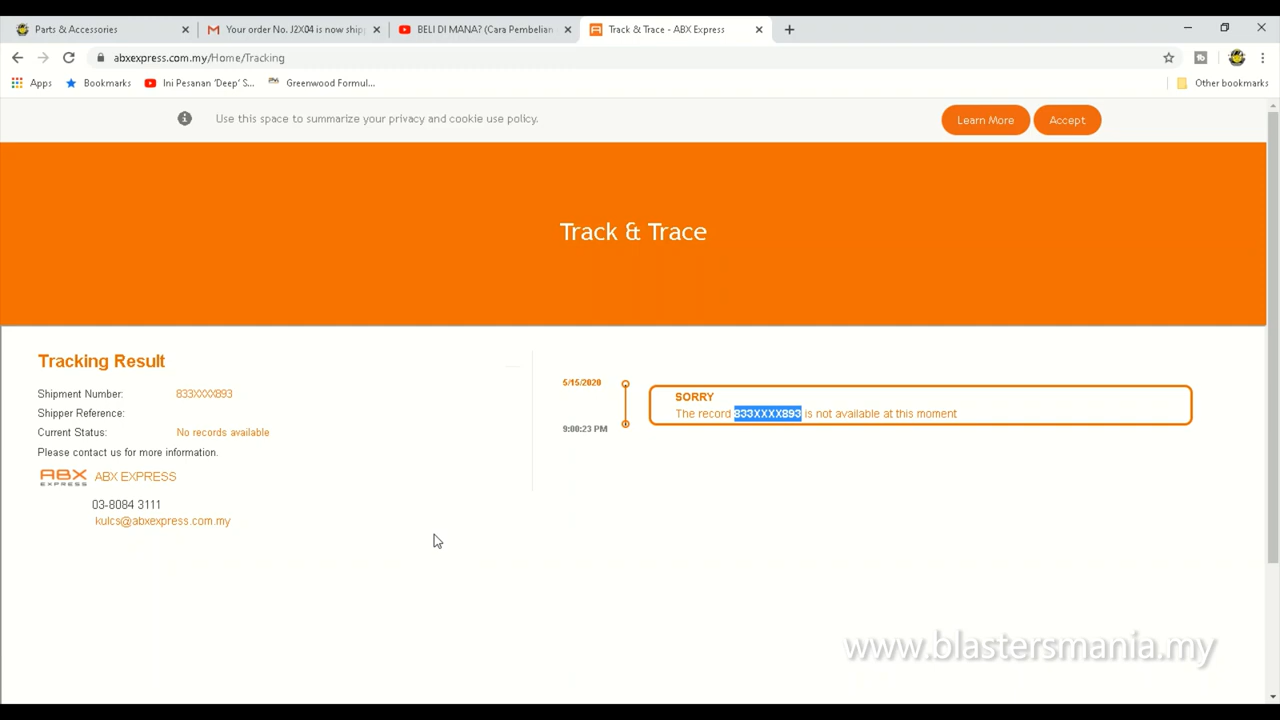 Parts & Accessories
Your order No. J2X04 is now ship
BELI DI MANA? (Cara Pembelian
Track & Trace - ABX Express
abxexpress.com.my/Home/Tracking
Apps
Bookmarks
Ini Pesanan 'Deep' S...
Greenwood Formul...
Other bookmarks
Use this space to summarize your privacy and cookie use policy.
Learn More
Accept
Track & Trace
Tracking Result
Shipment Number: 833XXXX893
Shipper Reference:
Current Status: No records available
Please contact us for more information.
ABX EXPRESS
ABX EXPRESS
03-8084 3111
kulcs@abxexpress.com.my
5/15/2020
9:00:23 PM
SORRY
The record 833XXXX893 is not available at this moment
www.blastersmania.my